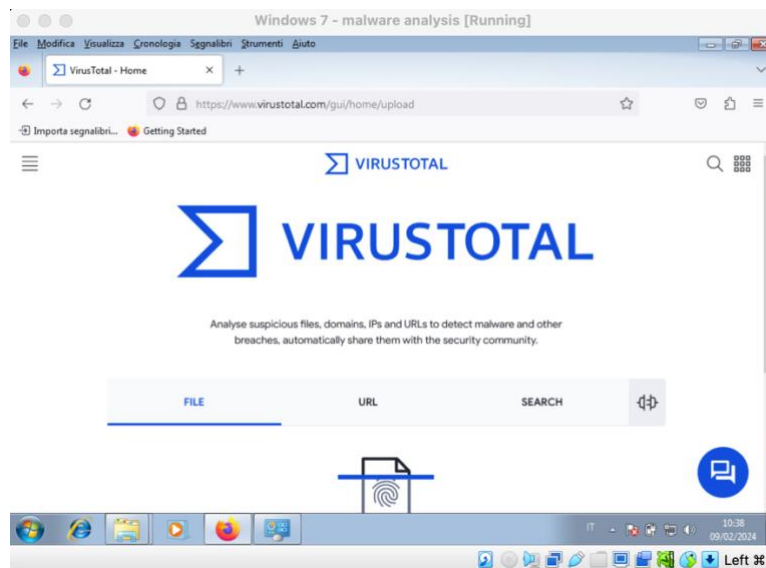 Windows 7 - malware analysis [Running]
File Modifica Visualizza Cronologia Segnalibri Strumenti Aiuto
VirusTotal - Home
https://www.virustotal.com/gui/home/upload
Importa segnalibri... Getting Started
VIRUSTOTAL
VIRUSTOTAL
Analyse suspicious files, domains, IPs and URLs to detect malware and other
breaches, automatically share them with the security community.
FILE URL SEARCH
IT 10:38
09/02/2024
Left ⌘